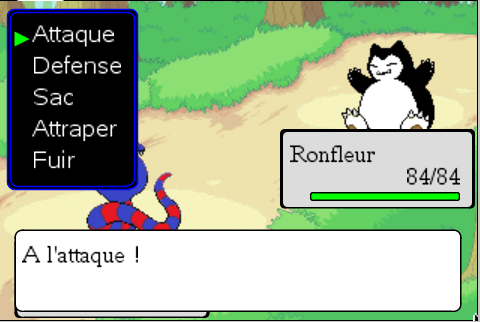 Attaque
Defense
Sac
Attraper
Fuir
Ronfleur
84/84
A l'attaque !